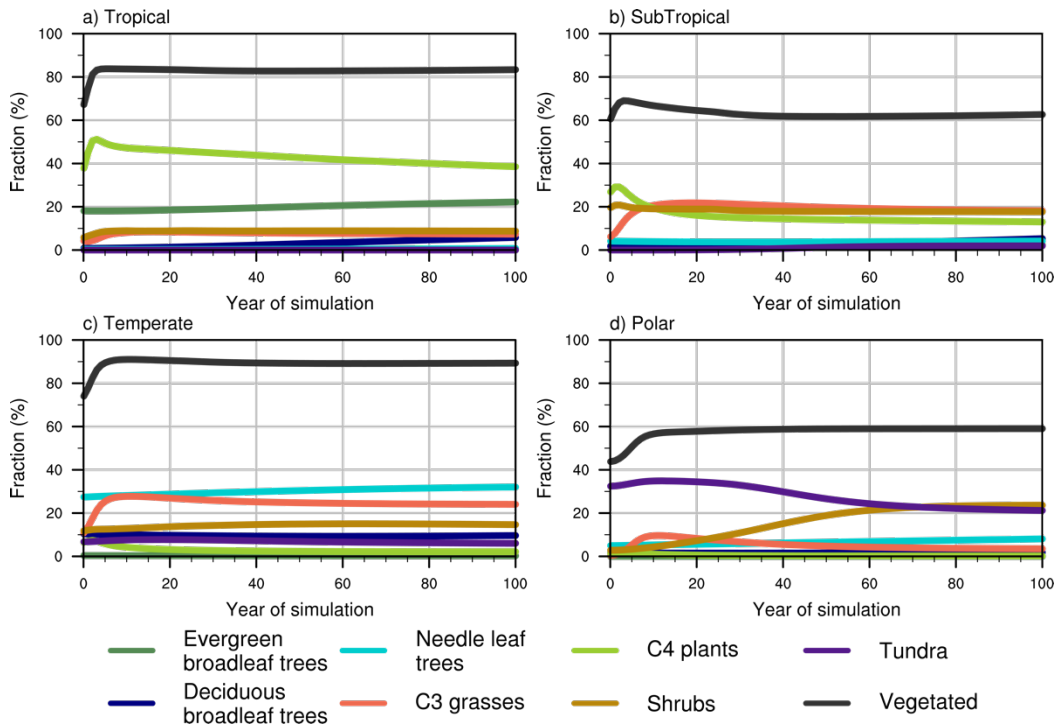 a) Tropical
100
80
60
40
20
0
Fraction (%)
0 20 40 60 80 100
Year of simulation
b) SubTropical
100
80
60
40
20
0
Fraction (%)
0 20 40 60 80 100
Year of simulation
c) Temperate
100
80
60
40
20
0
Fraction (%)
0 20 40 60 80 100
Year of simulation
d) Polar
100
80
60
40
20
0
Fraction (%)
0 20 40 60 80 100
Year of simulation
Evergreen
broadleaf trees
Needle leaf
trees
C4 plants
Tundra
Deciduous
broadleaf trees
C3 grasses
Shrubs
Vegetated